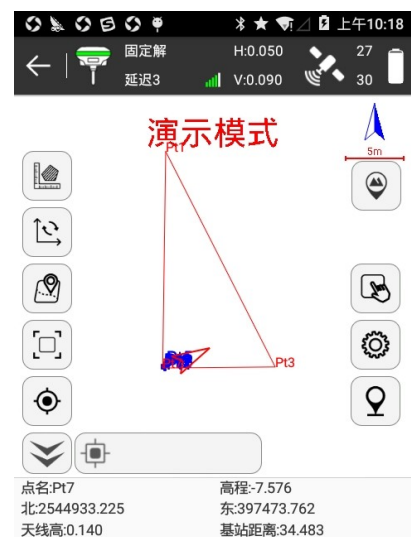 上午10:18
固定解 H:0.050 27
延迟3 V:0.090 30
演示模式
Pt1
5m
Pt3
点名:Pt7 高程:-7.576
北:2544933.225 东:397473.762
天线高:0.140 基站距离:34.483